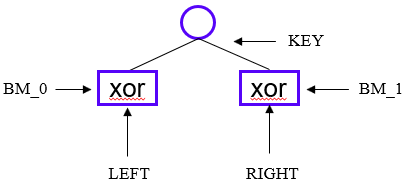 KEY
BM_0
xor
xor
BM_1
LEFT
RIGHT